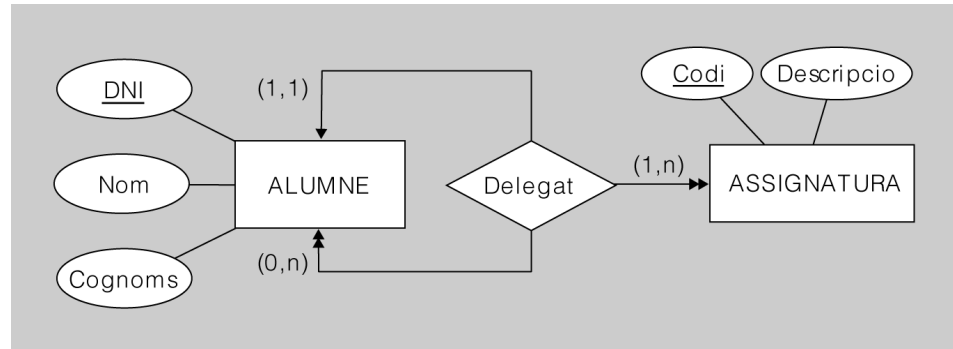 DNI
Nom
Cognoms
ALUMNE
(1,1)
(0,n)
Delegat
(1,n)
Codi
Descripcio
ASSIGNATURA